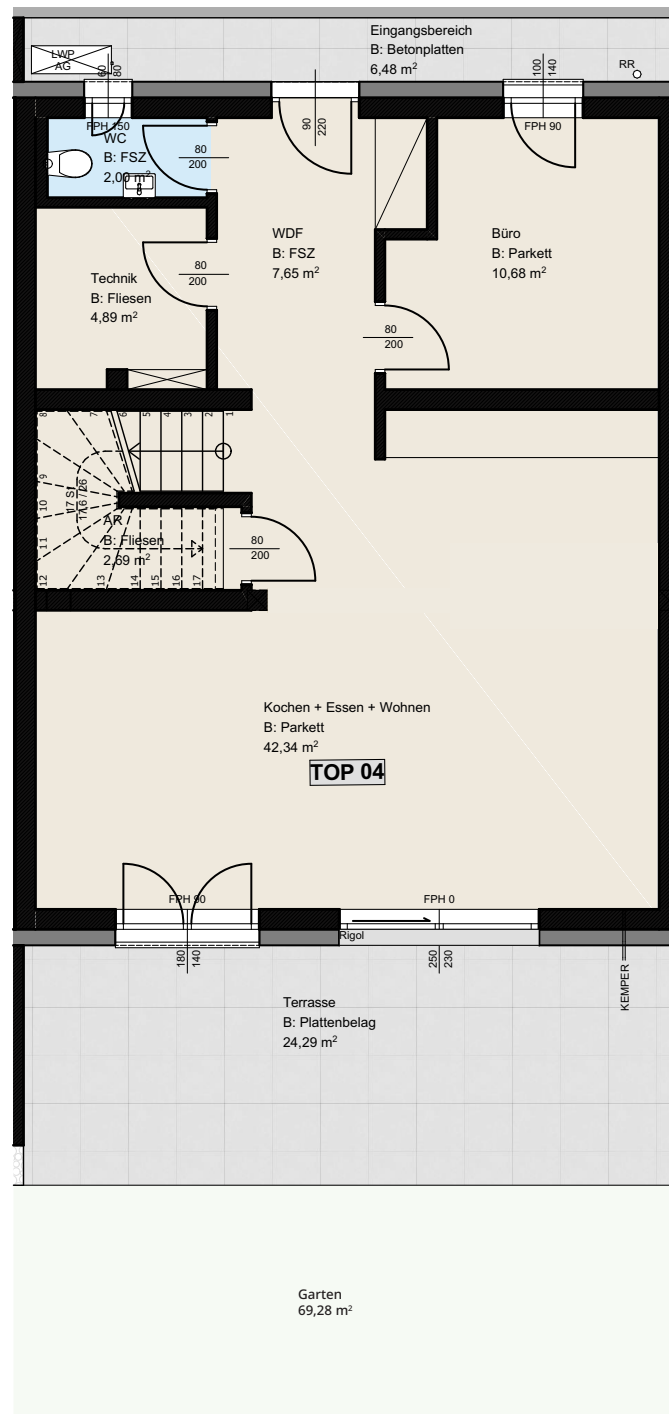 Eingangsbereich
B: Betonplatten
6,48 m²
LWP
AG
60
80
100
140
RR
FPH 150
FPH 90
WC
B: FSZ
2,00 m²
80
200
90
220
WDF
B: FSZ
7,65 m²
Büro
B: Parkett
10,68 m²
Technik
B: Fliesen
4,89 m²
80
200
80
200
8
7
6
5
4
3
2
1
9
10
11
12
13
14
15
16
17
17 ST
17,6 / 26
AR
B: Fliesen
2,69 m²
80
200
Kochen + Essen + Wohnen
B: Parkett
42,34 m²
TOP 04
FPH 90
FPH 0
Rigol
180
140
250
230
KEMPER
Terrasse
B: Plattenbelag
24,29 m²
Garten
69,28 m²